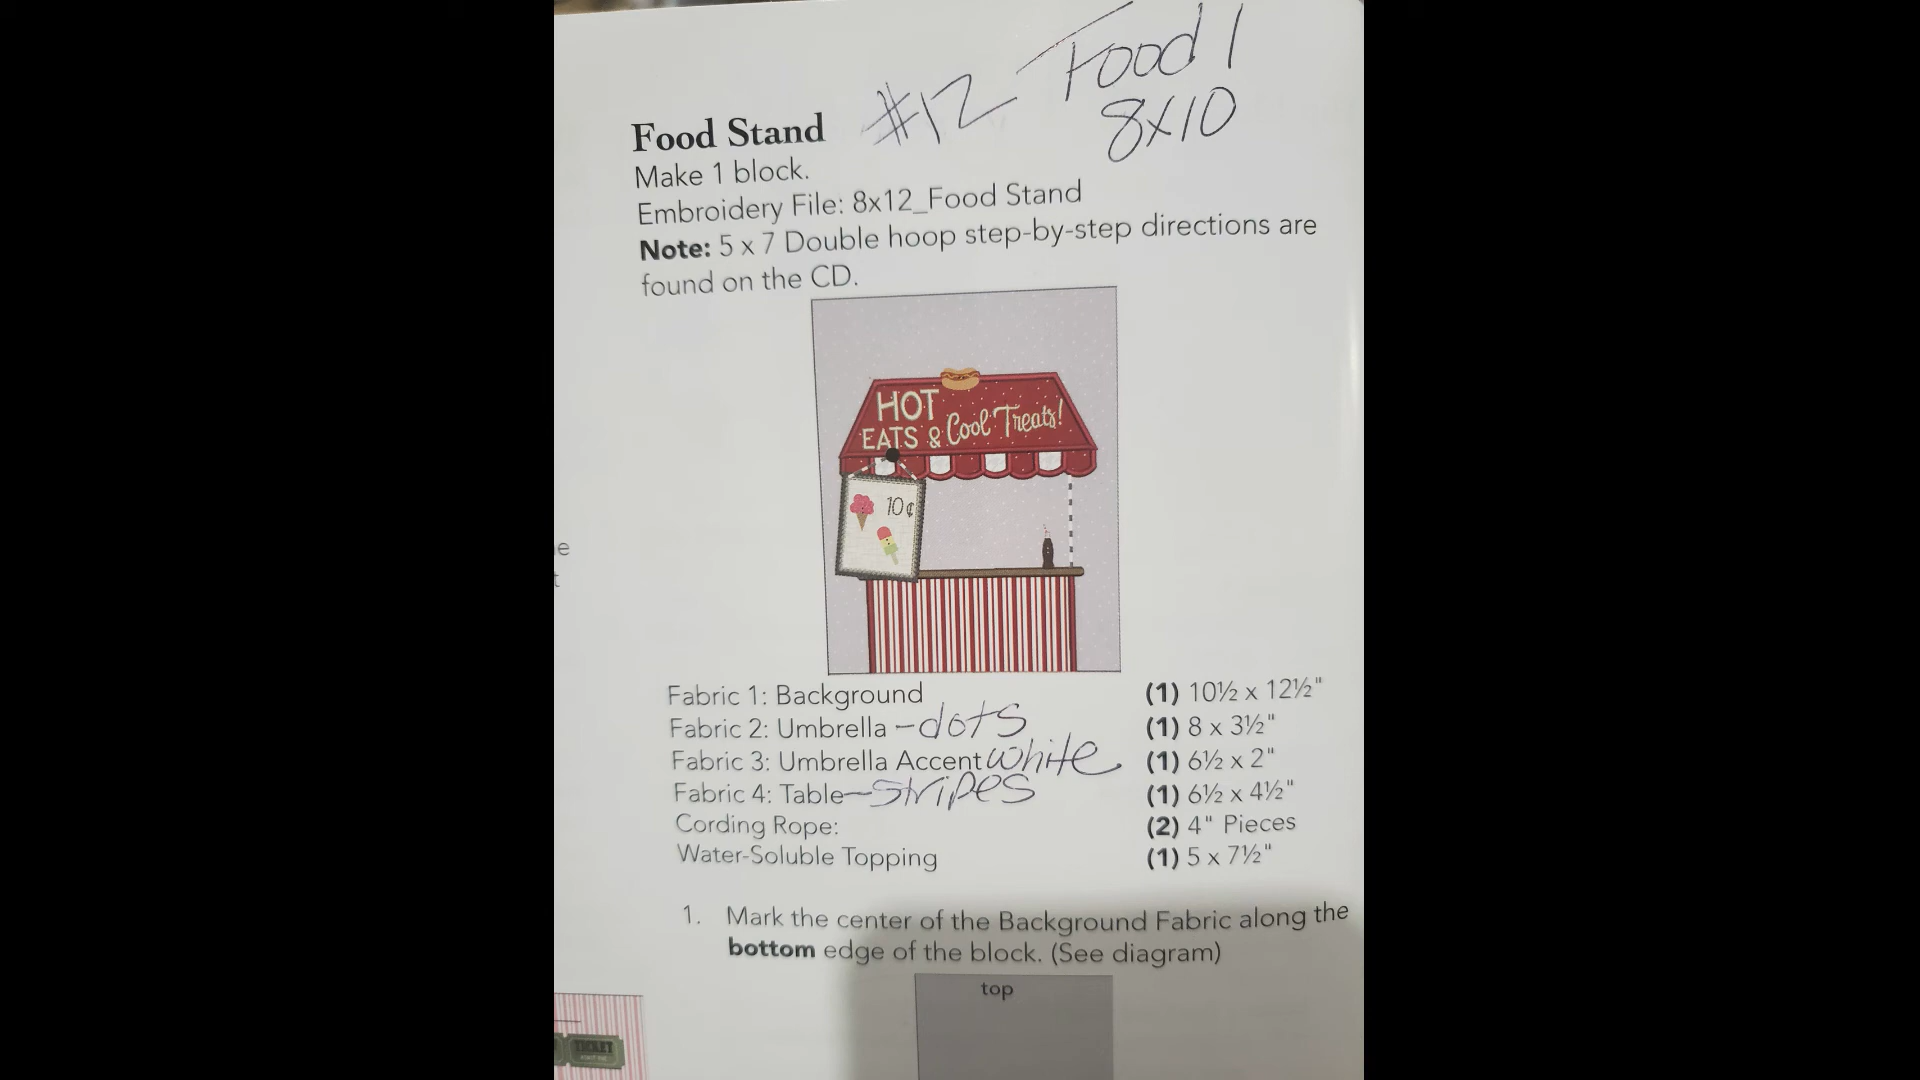 #12 Food 1
8x10
Food Stand
Make 1 block.
Embroidery File: 8x12_Food Stand
Note: 5 x 7 Double hoop step-by-step directions are
found on the CD.
HOT
EATS & Cool Treats!
10¢
e
t
Fabric 1: Background (1) 10½ x 12½"
Fabric 2: Umbrella - dots (1) 8 x 3½"
Fabric 3: Umbrella Accent white (1) 6½ x 2"
Fabric 4: Table - stripes (1) 6½ x 4½"
Cording Rope: (2) 4" Pieces
Water-Soluble Topping (1) 5 x 7½"
1. Mark the center of the Background Fabric along the
bottom edge of the block. (See diagram)
top
TICKET